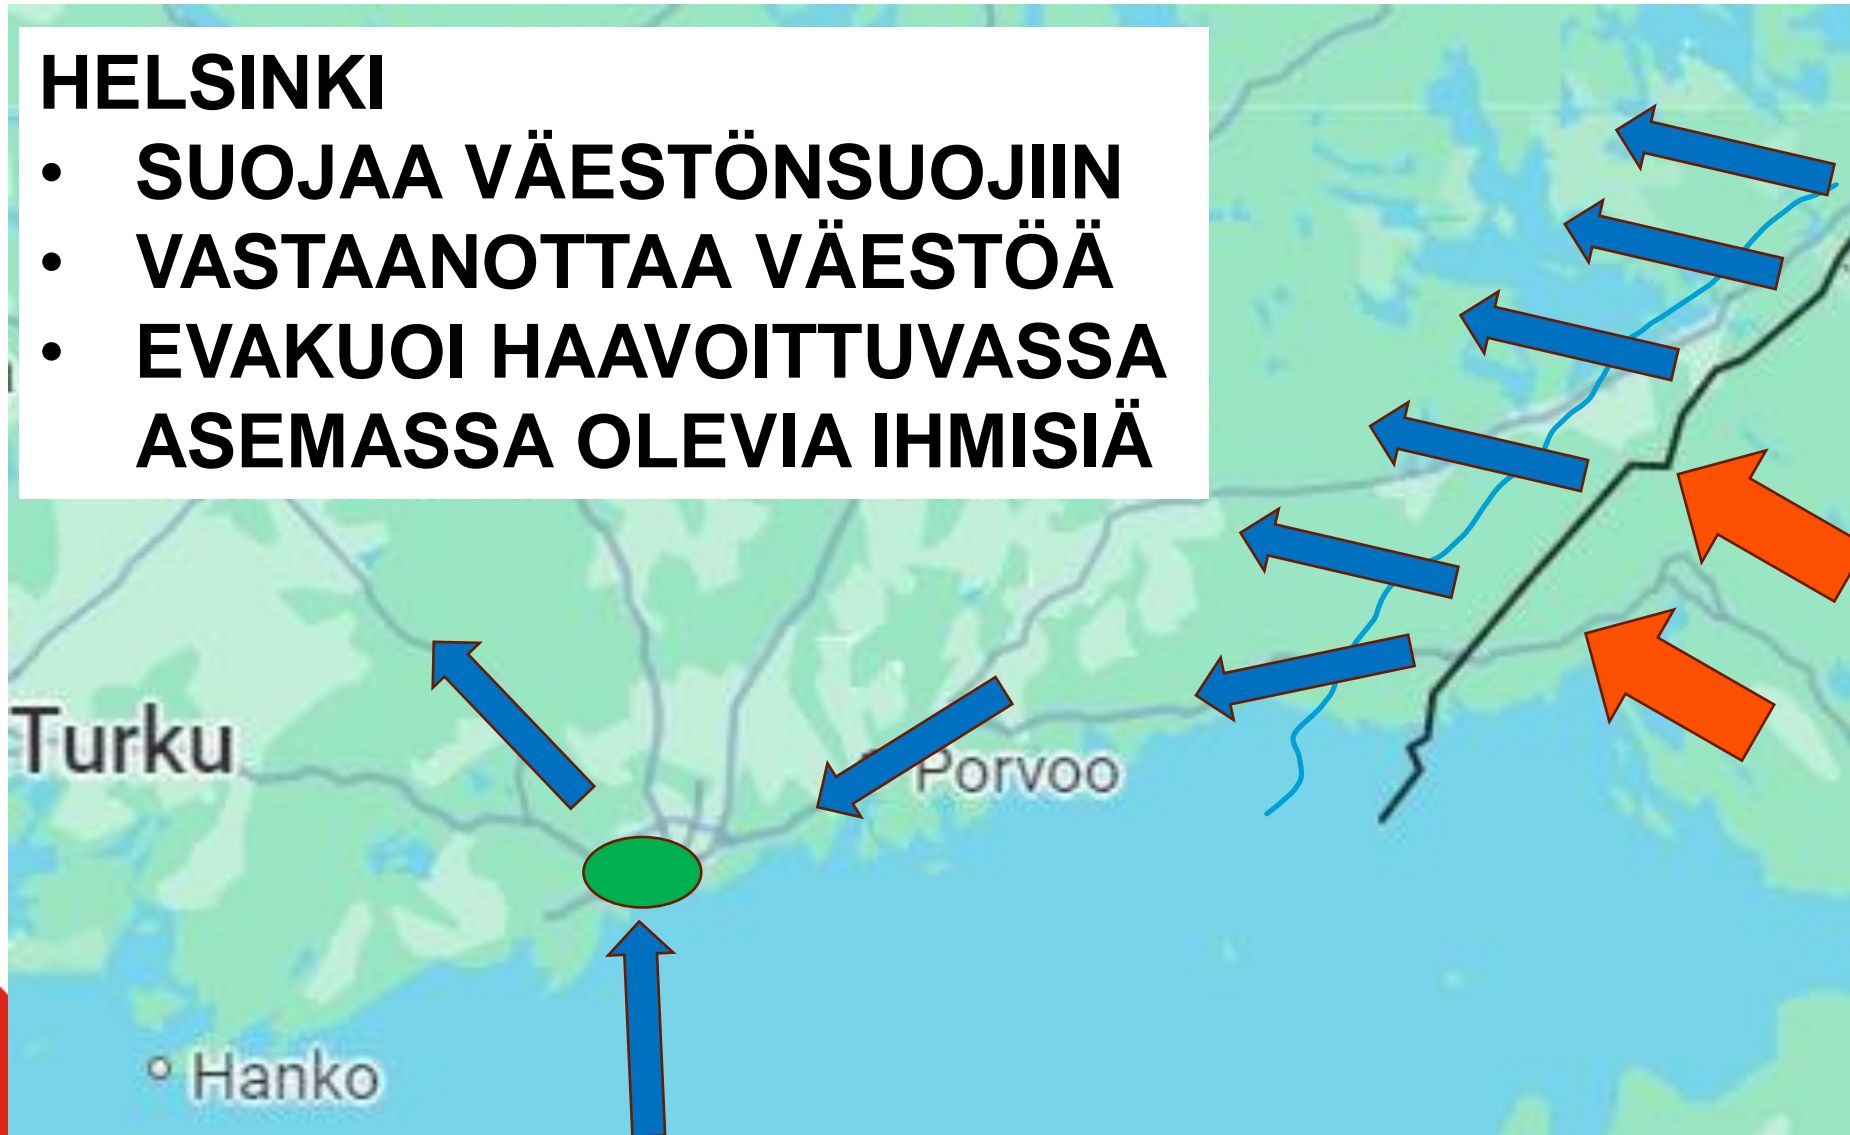 HELSINKI
• SUOJAA VÄESTÖNSUOJIIN
• VASTAANOTTAA VÄESTÖÄ
• EVAKUOI HAAVOITTUVASSA
ASEMASSA OLEVIA IHMISIÄ
Turku
Porvoo
Hanko